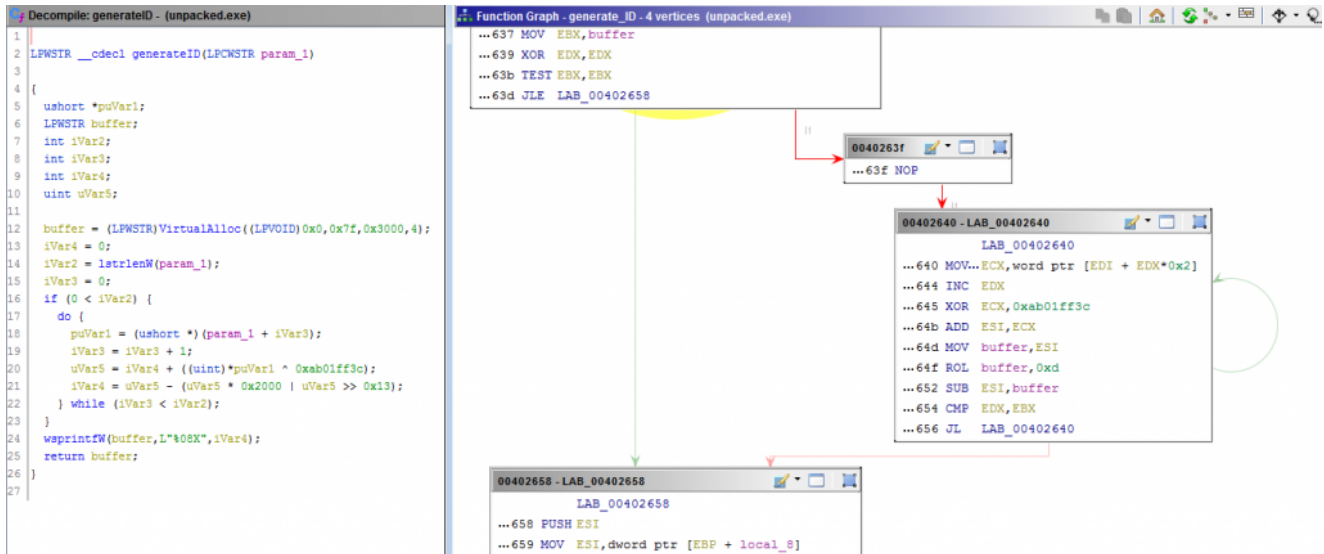 Decompile: generateID - (unpacked.exe)
1
2 LPWSTR __cdecl generateID(LPCWSTR param_1)
3
4 {
5 ushort *puVar1;
6 LPWSTR buffer;
7 int iVar2;
8 int iVar3;
9 int iVar4;
10 uint uVar5;
11
12 buffer = (LPWSTR)VirtualAlloc((LPVOID)0x0,0x7f,0x3000,4);
13 iVar4 = 0;
14 iVar2 = lstrlenW(param_1);
15 iVar3 = 0;
16 if (0 < iVar2) {
17 do {
18 puVar1 = (ushort *)(param_1 + iVar3);
19 iVar3 = iVar3 + 1;
20 uVar5 = iVar4 + ((uint)*puVar1 ^ 0xab01ff3c);
21 iVar4 = uVar5 - (uVar5 * 0x2000 | uVar5 >> 0x13);
22 } while (iVar3 < iVar2);
23 }
24 wsprintfW(buffer,L"%08X",iVar4);
25 return buffer;
26 }
27
Function Graph - generate_ID - 4 vertices (unpacked.exe)
...637 MOV EBX,buffer
...639 XOR EDX,EDX
...63b TEST EBX,EBX
...63d JLE LAB_00402658
0040263f
...63f NOP
00402640 - LAB_00402640
LAB_00402640
...640 MOV... ECX,word ptr [EDI + EDX*0x2]
...644 INC EDX
...645 XOR ECX,0xab01ff3c
...64b ADD ESI,ECX
...64d MOV buffer,ESI
...64f ROL buffer,0xd
...652 SUB ESI,buffer
...654 CMP EDX,EBX
...656 JL LAB_00402640
00402658 - LAB_00402658
LAB_00402658
...658 PUSH ESI
...659 MOV ESI,dword ptr [EBP + local_8]